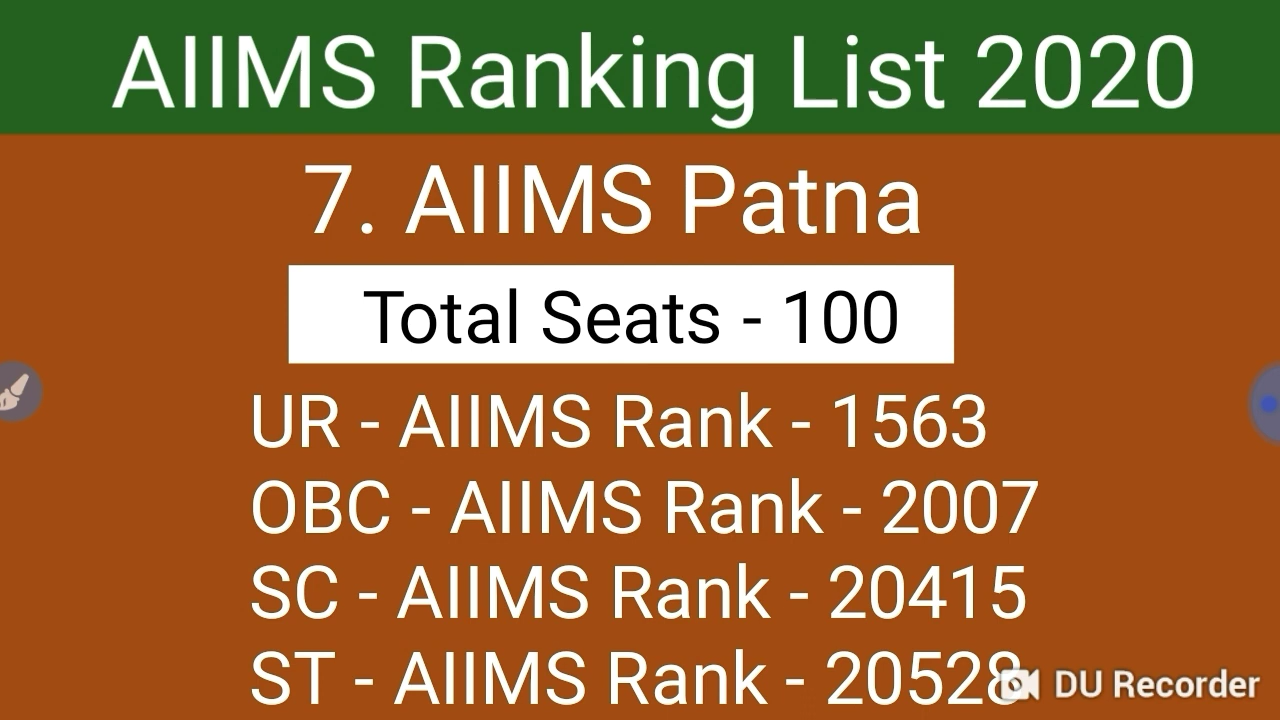 AIIMS Ranking List 2020
7. AIIMS Patna
Total Seats - 100
UR - AIIMS Rank - 1563
OBC - AIIMS Rank - 2007
SC - AIIMS Rank - 20415
ST - AIIMS Rank - 20528
DU Recorder